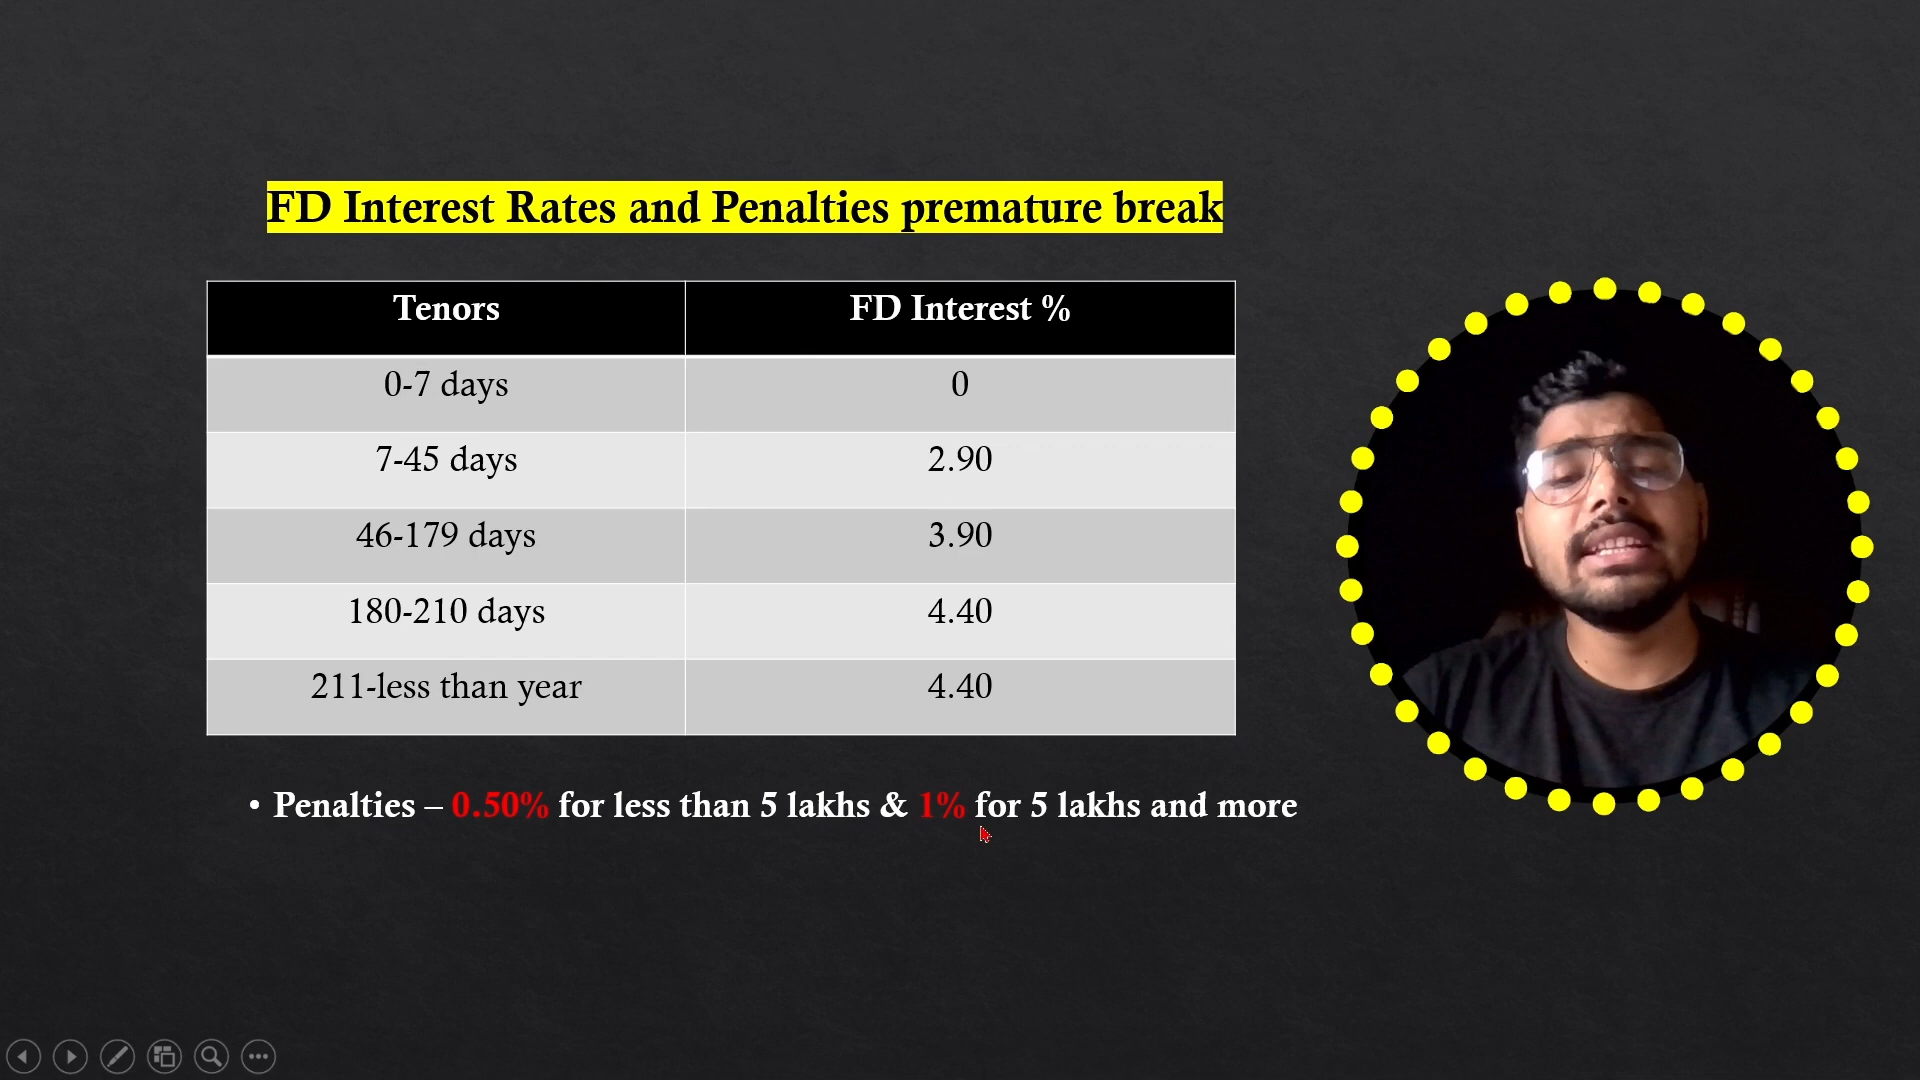 FD Interest Rates and Penalties premature break
Tenors FD Interest %
0-7 days 0
7-45 days 2.90
46-179 days 3.90
180-210 days 4.40
211-less than year 4.40
• Penalties – 0.50% for less than 5 lakhs & 1% for 5 lakhs and more